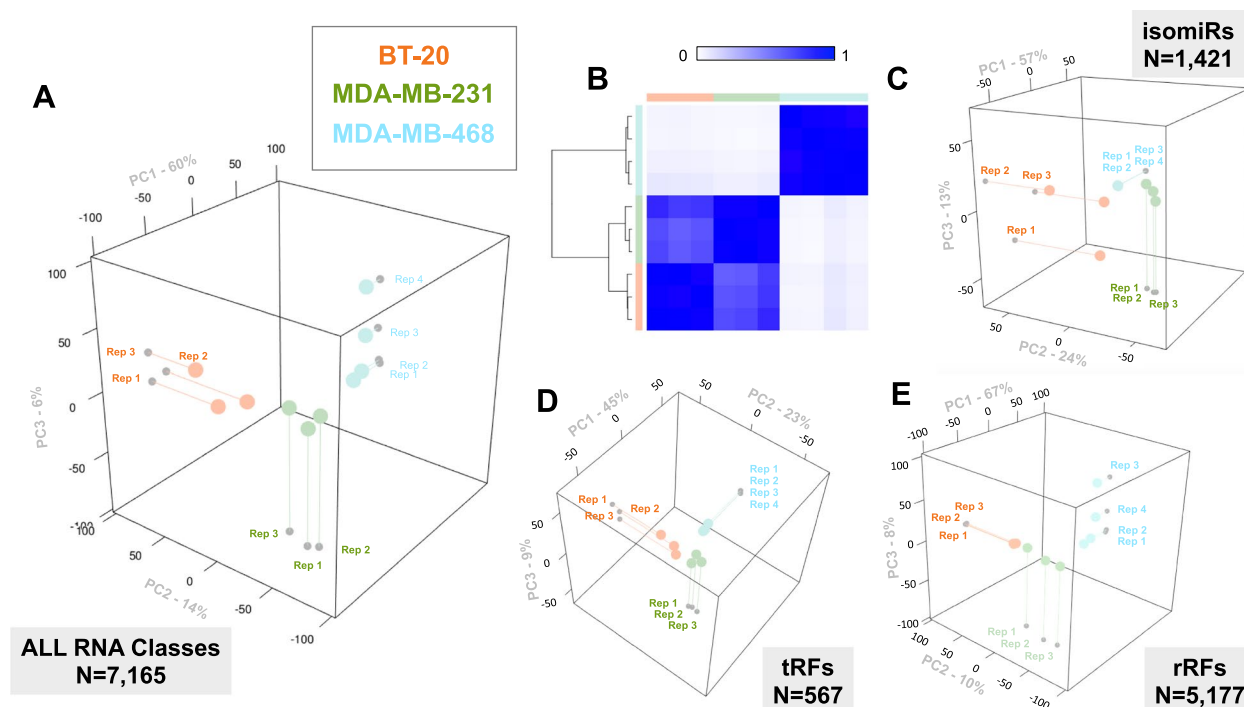 A
BT-20
MDA-MB-231
MDA-MB-468
PC1 - 60%
-100
-50
0
50
100
100
50
0
-50
-100
PC3 - 6%
50
0
-50
-100
PC2 - 14%
Rep 3
Rep 2
Rep 1
Rep 4
Rep 3
Rep 2
Rep 1
Rep 3
Rep 1
Rep 2
ALL RNA Classes
N=7,165
B
0
1
C
isomiRs
N=1,421
PC1 - 57%
-50
0
50
50
0
-50
PC3 - 13%
50
0
-50
PC2 - 24%
Rep 2
Rep 3
Rep 1
Rep 1
Rep 3
Rep 2
Rep 4
Rep 1
Rep 2
Rep 3
D
PC1 - 45%
-50
0
50
PC2 - 23%
50
0
-50
50
0
-50
PC3 - 9%
Rep 1
Rep 2
Rep 3
Rep 1
Rep 2
Rep 3
Rep 4
Rep 1
Rep 2
Rep 3
tRFs
N=567
E
PC1 - 67%
-100
-50
0
50
100
100
50
0
-50
-100
PC3 - 8%
100
50
0
-50
-100
PC2 - 10%
Rep 3
Rep 2
Rep 1
Rep 3
Rep 4
Rep 2
Rep 1
Rep 1
Rep 2
Rep 3
rRFs
N=5,177